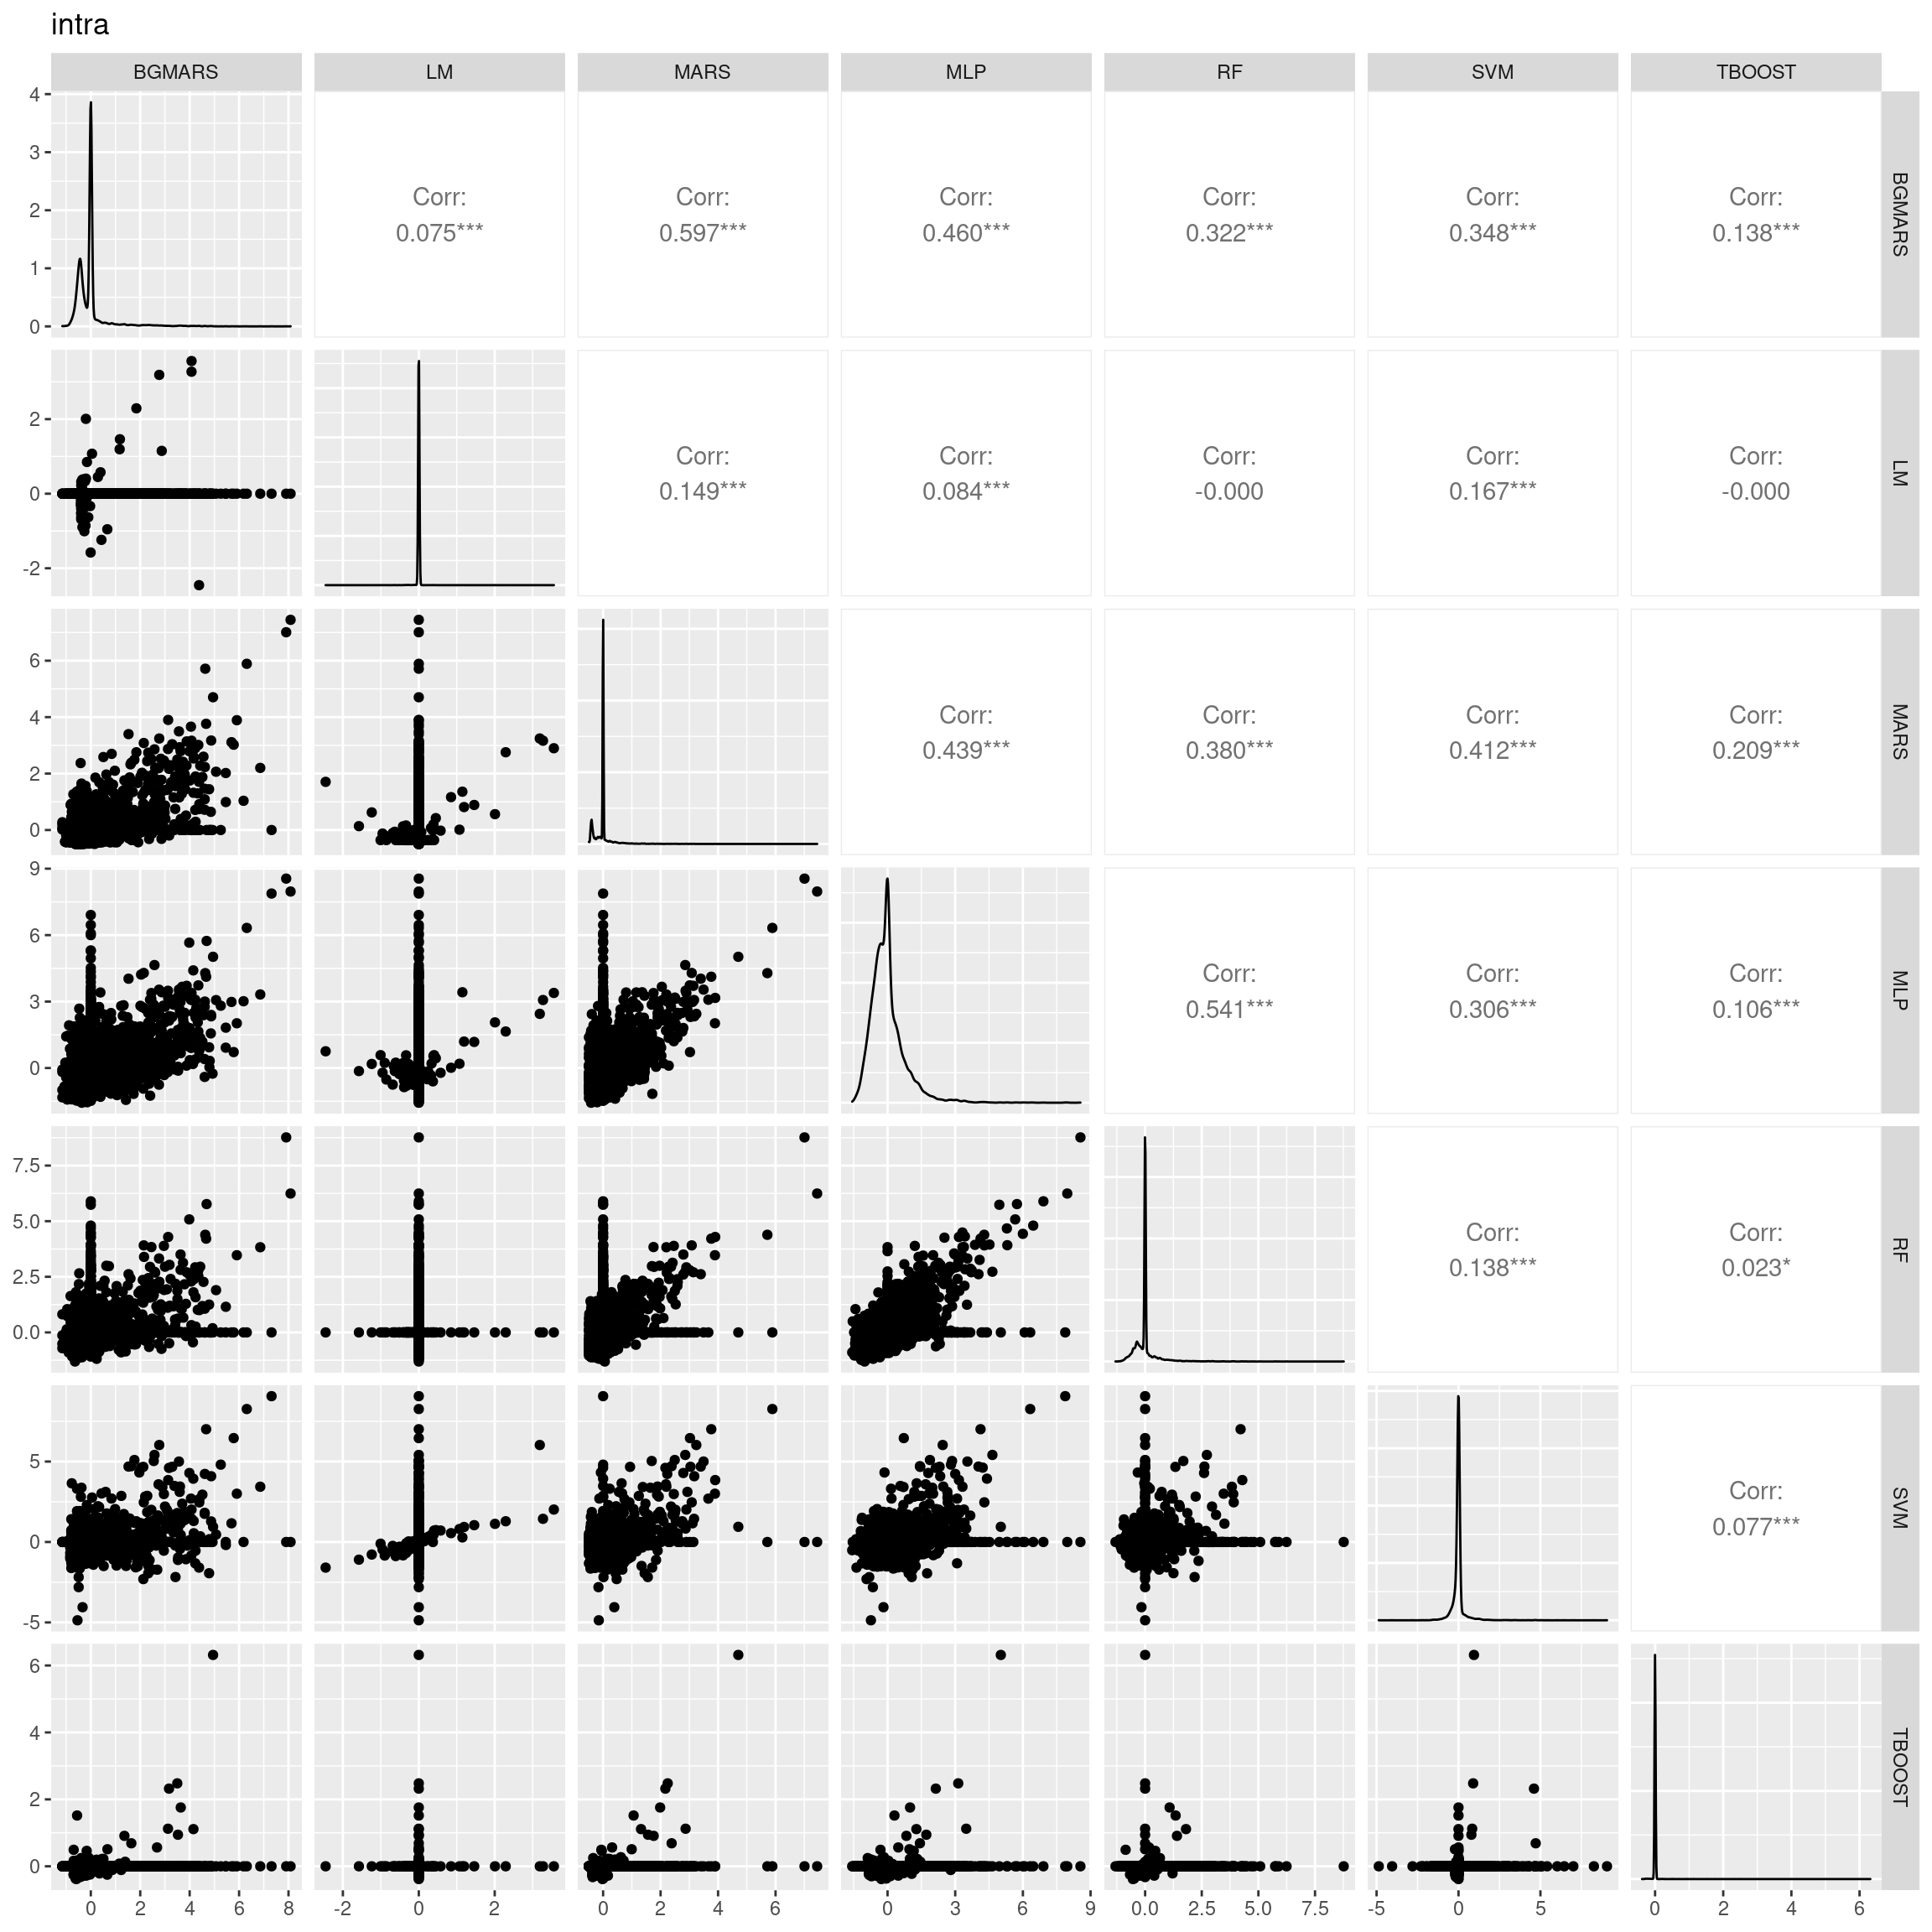 intra
BGMARS LM MARS MLP RF SVM TBOOST
4
3
2
1
0
Corr: Corr: Corr: Corr: Corr: Corr:
0.075*** 0.597*** 0.460*** 0.322*** 0.348*** 0.138***
BGMARS
2
0
-2
Corr: Corr: Corr: Corr: Corr:
0.149*** 0.084*** -0.000 0.167*** -0.000
LM
6
4
2
0
Corr: Corr: Corr: Corr:
0.439*** 0.380*** 0.412*** 0.209***
MARS
9
6
3
0
Corr: Corr: Corr:
0.541*** 0.306*** 0.106***
MLP
7.5
5.0
2.5
0.0
Corr: Corr:
0.138*** 0.023*
RF
5
0
-5
Corr:
0.077***
SVM
6
4
2
0
TBOOST
0 2 4 6 8 -2 0 2 0 2 4 6 0 3 6 9 0.0 2.5 5.0 7.5 -5 0 5 0 2 4 6